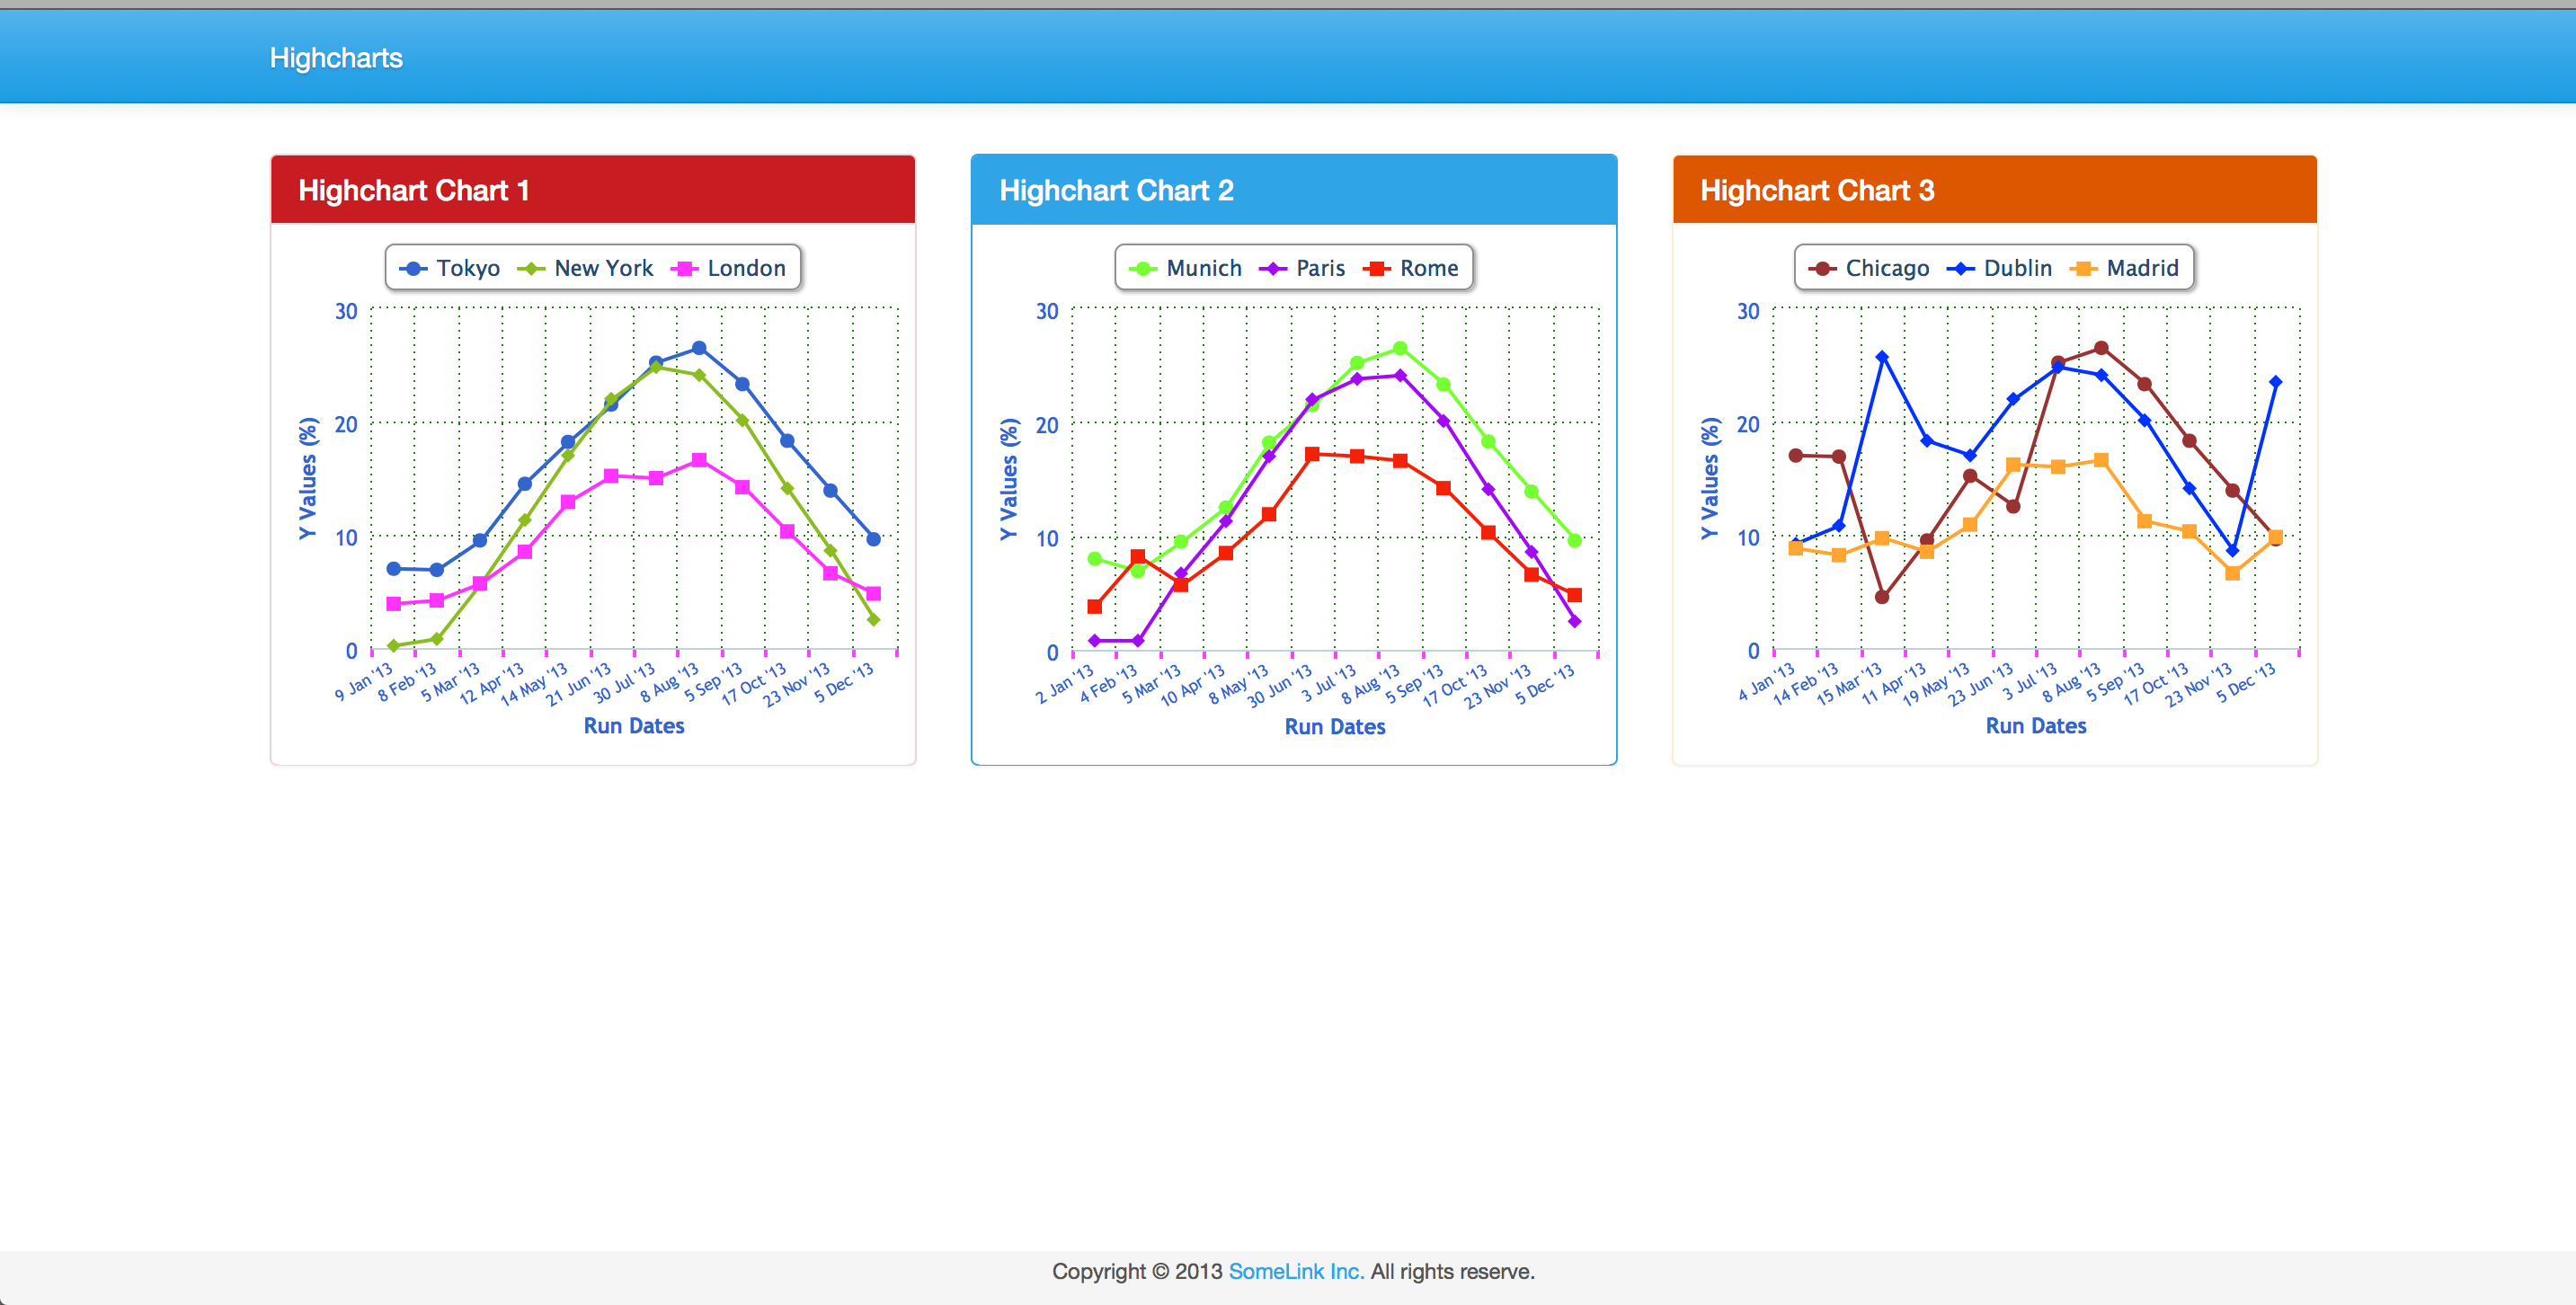 Highcharts
Highchart Chart 1
Tokyo New York London
30
20
10
0
Y Values (%)
9 Jan '13 8 Feb '13 5 Mar '13 12 Apr '13 14 May '13 21 Jun '13 30 Jul '13 8 Aug '13 5 Sep '13 17 Oct '13 23 Nov '13 5 Dec '13
Run Dates
Highchart Chart 2
Munich Paris Rome
30
20
10
0
Y Values (%)
2 Jan '13 4 Feb '13 5 Mar '13 10 Apr '13 8 May '13 30 Jun '13 3 Jul '13 8 Aug '13 5 Sep '13 17 Oct '13 23 Nov '13 5 Dec '13
Run Dates
Highchart Chart 3
Chicago Dublin Madrid
30
20
10
0
Y Values (%)
4 Jan '13 14 Feb '13 15 Mar '13 11 Apr '13 19 May '13 23 Jun '13 3 Jul '13 8 Aug '13 5 Sep '13 17 Oct '13 23 Nov '13 5 Dec '13
Run Dates
Copyright © 2013 SomeLink Inc. All rights reserve.